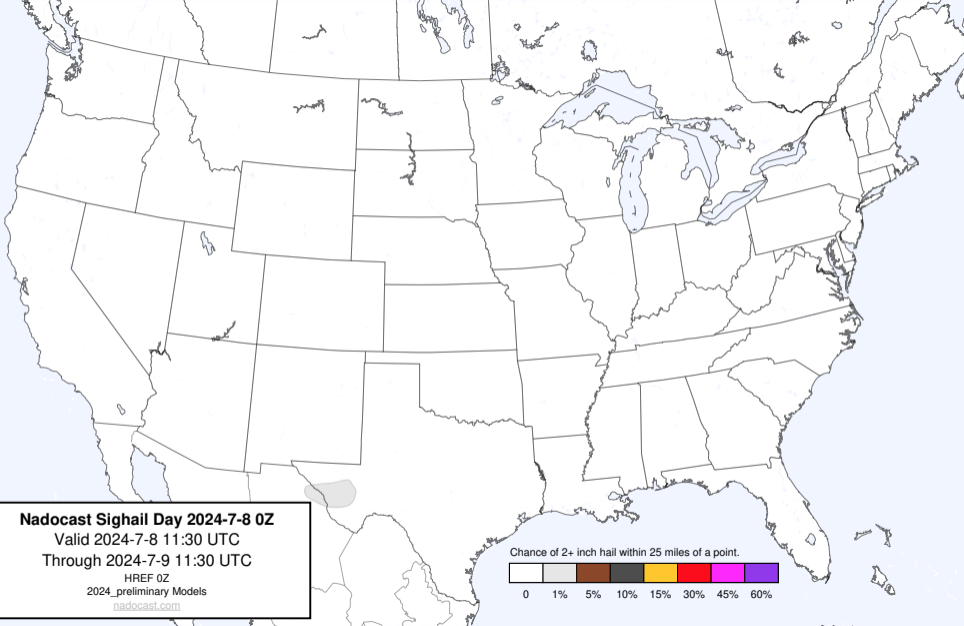 Nadocast Sighail Day 2024-7-8 0Z
Valid 2024-7-8 11:30 UTC
Through 2024-7-9 11:30 UTC
HREF 0Z
2024_preliminary Models
nadocast.com
Chance of 2+ inch hail within 25 miles of a point.
0 1% 5% 10% 15% 30% 45% 60%